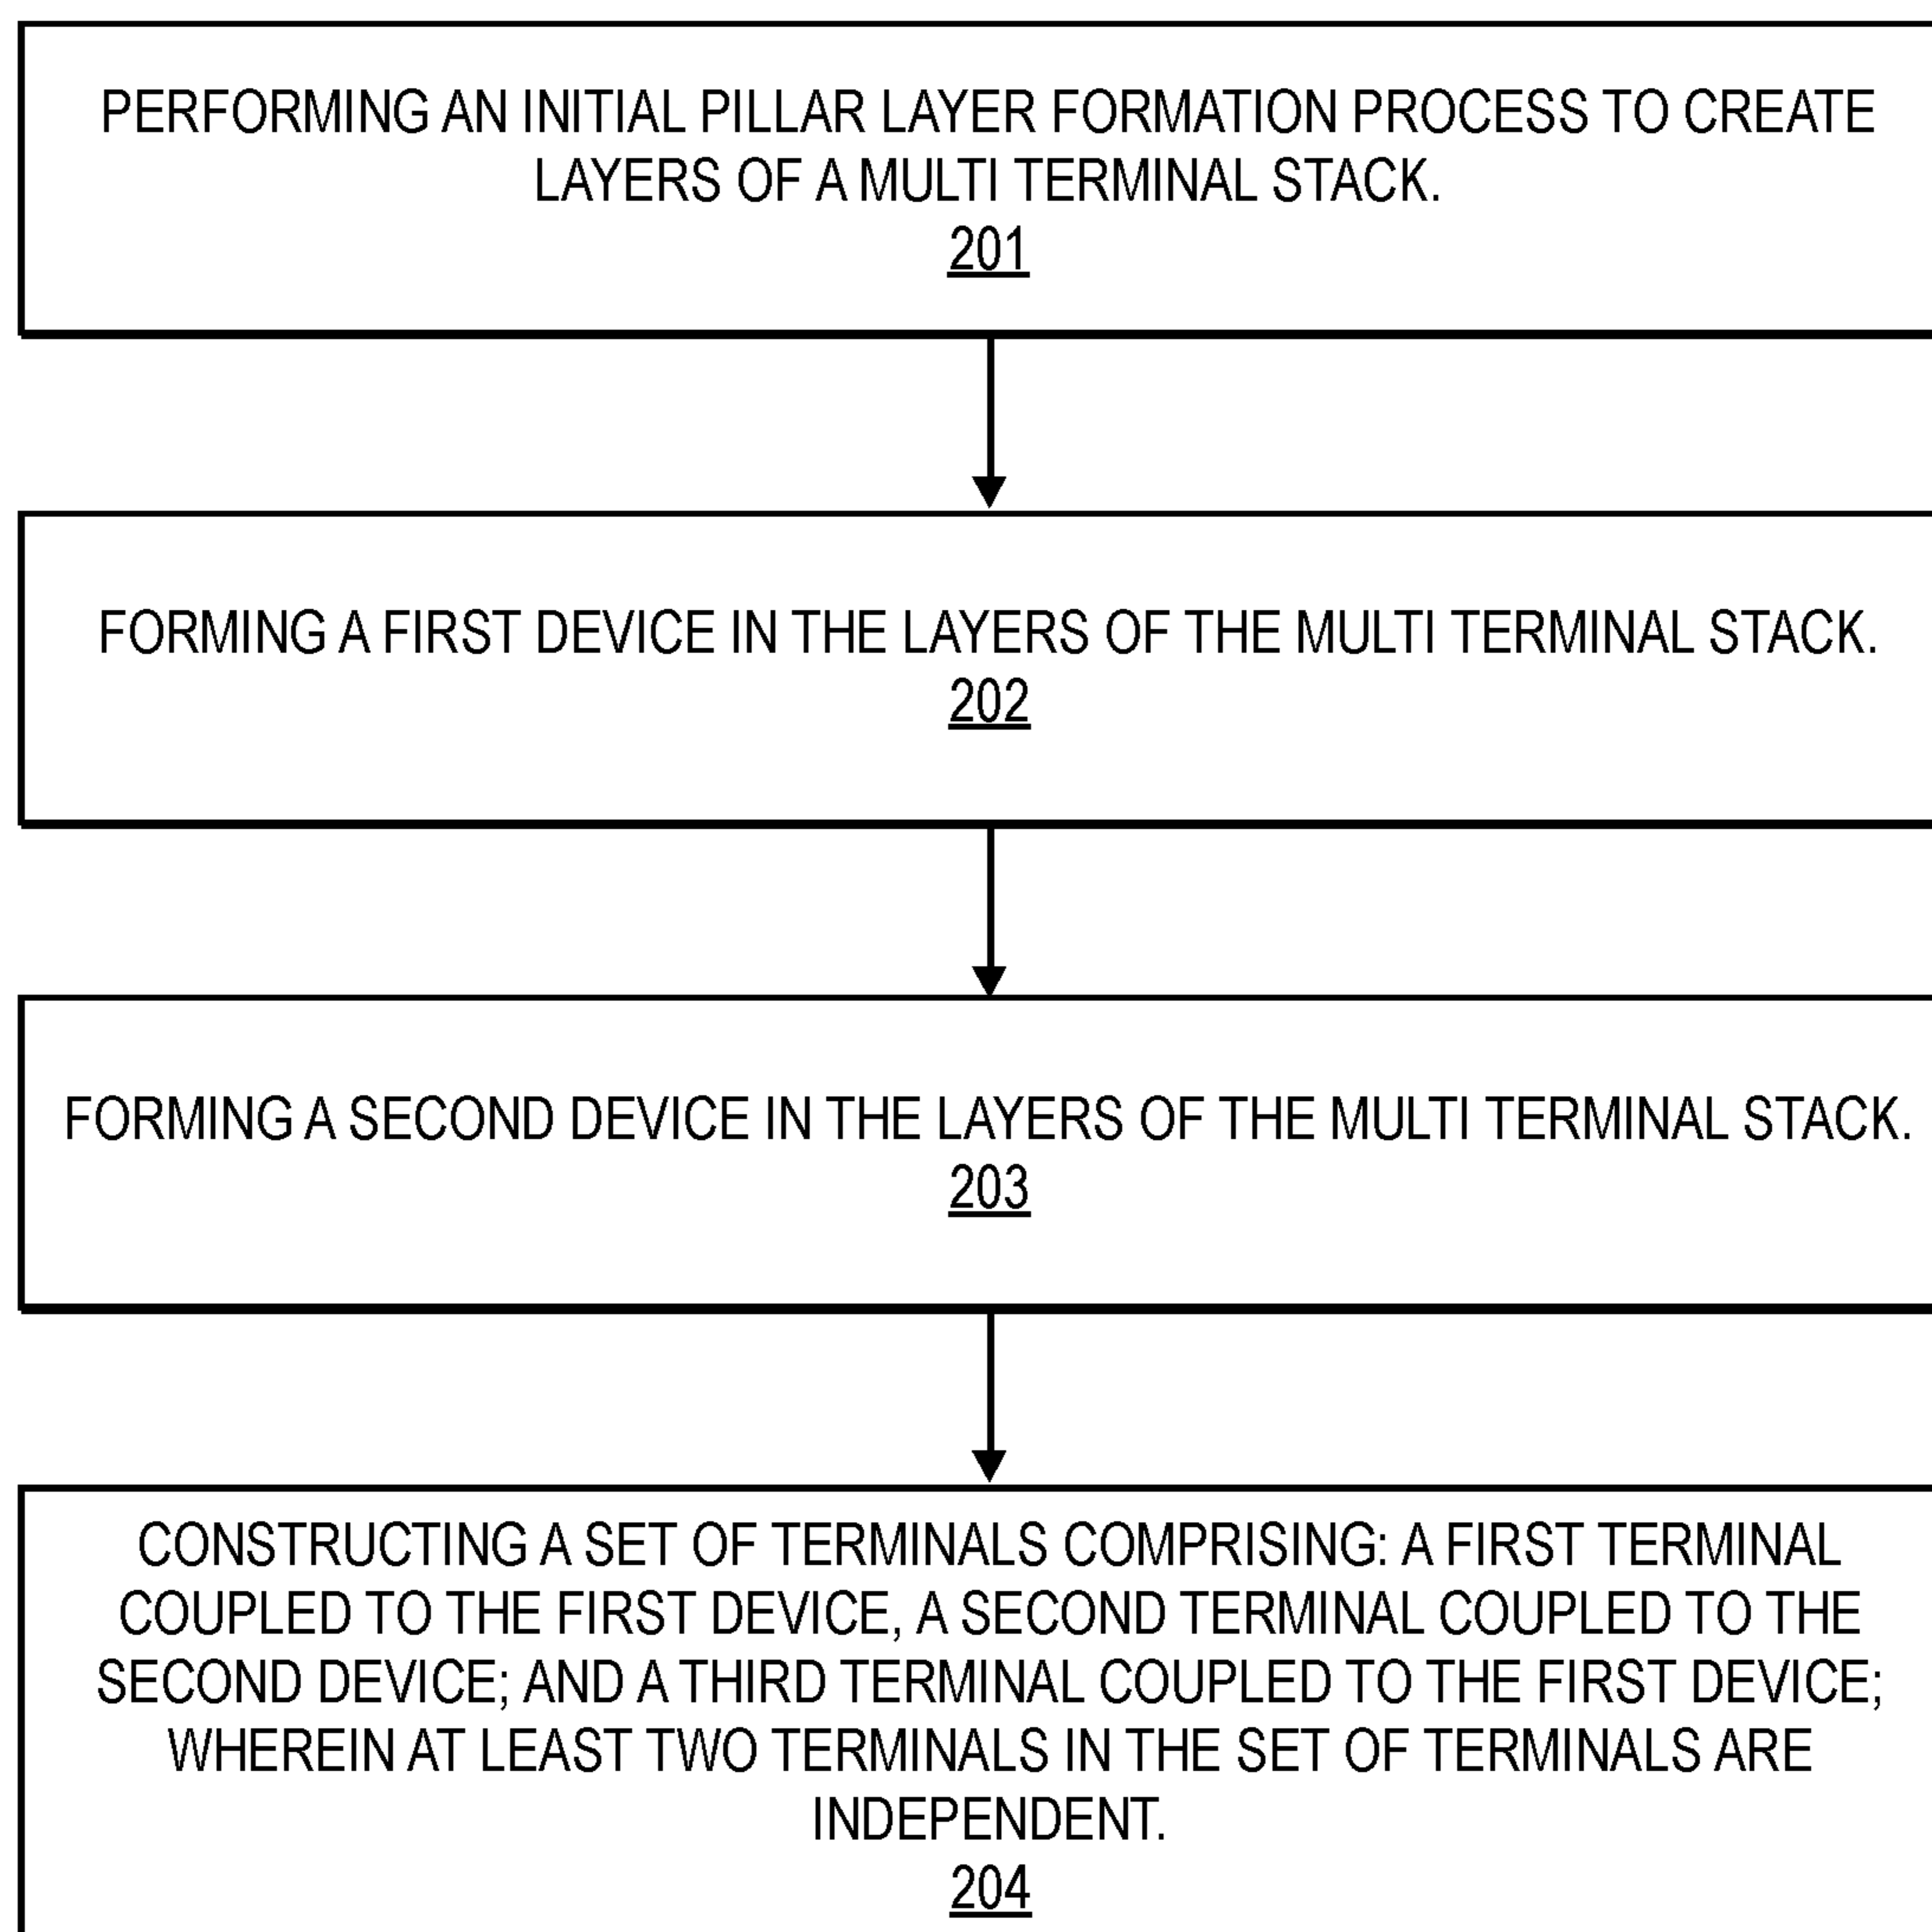 PERFORMING AN INITIAL PILLAR LAYER FORMATION PROCESS TO CREATE
LAYERS OF A MULTI TERMINAL STACK.
201
FORMING A FIRST DEVICE IN THE LAYERS OF THE MULTI TERMINAL STACK.
202
FORMING A SECOND DEVICE IN THE LAYERS OF THE MULTI TERMINAL STACK.
203
CONSTRUCTING A SET OF TERMINALS COMPRISING: A FIRST TERMINAL
COUPLED TO THE FIRST DEVICE, A SECOND TERMINAL COUPLED TO THE
SECOND DEVICE; AND A THIRD TERMINAL COUPLED TO THE FIRST DEVICE;
WHEREIN AT LEAST TWO TERMINALS IN THE SET OF TERMINALS ARE
INDEPENDENT.
204